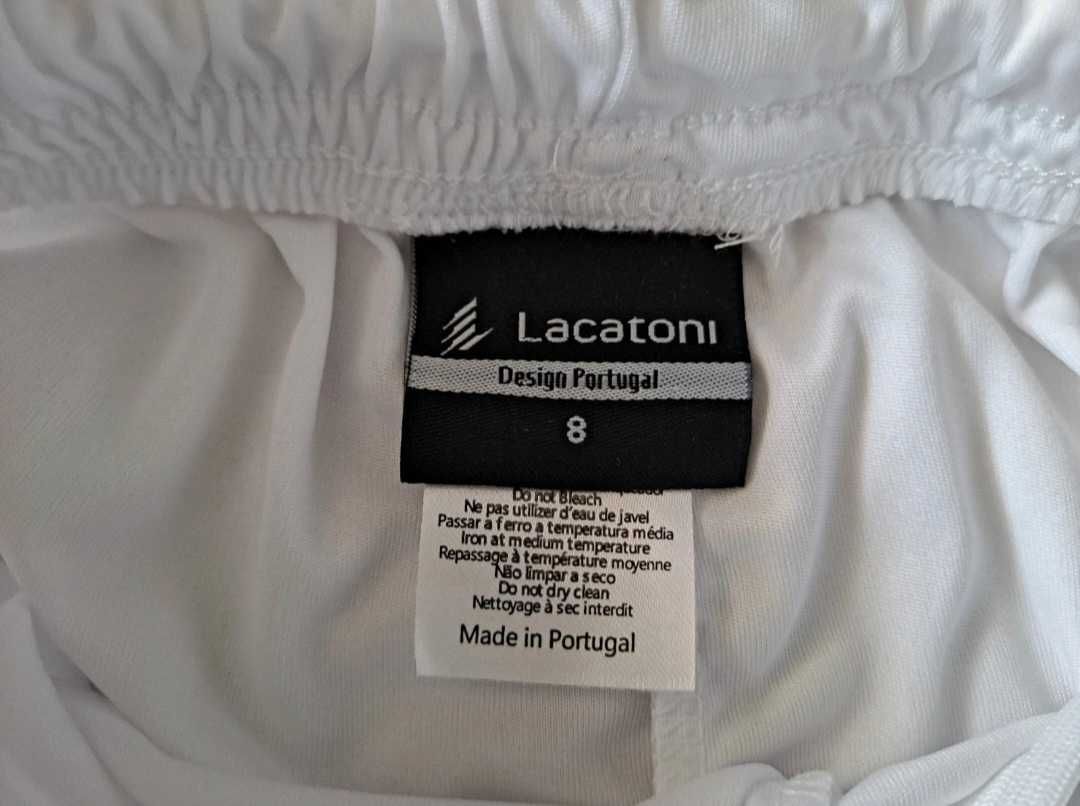 Lacatoni
Design Portugal
8
Do not Bleach
Ne pas utilizer d'eau de javel
Passar a ferro a temperatura média
Iron at medium temperature
Repassage à température moyenne
Não limpar a seco
Do not dry clean
Nettoyage à sec interdit
Made in Portugal